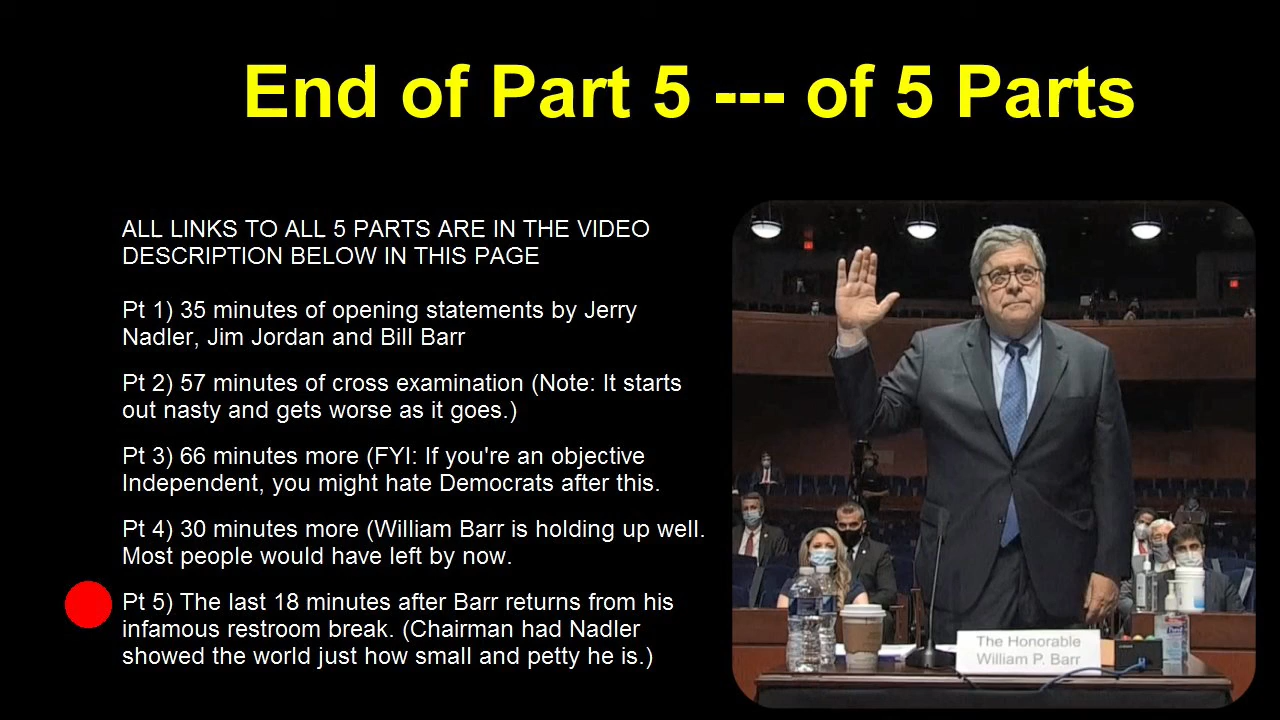 End of Part 5 --- of 5 Parts
ALL LINKS TO ALL 5 PARTS ARE IN THE VIDEO
DESCRIPTION BELOW IN THIS PAGE
Pt 1) 35 minutes of opening statements by Jerry
Nadler, Jim Jordan and Bill Barr
Pt 2) 57 minutes of cross examination (Note: It starts
out nasty and gets worse as it goes.)
Pt 3) 66 minutes more (FYI: If you're an objective
Independent, you might hate Democrats after this.
Pt 4) 30 minutes more (William Barr is holding up well.
Most people would have left by now.
Pt 5) The last 18 minutes after Barr returns from his
infamous restroom break. (Chairman had Nadler
showed the world just how small and petty he is.)
The Honorable
William P. Barr